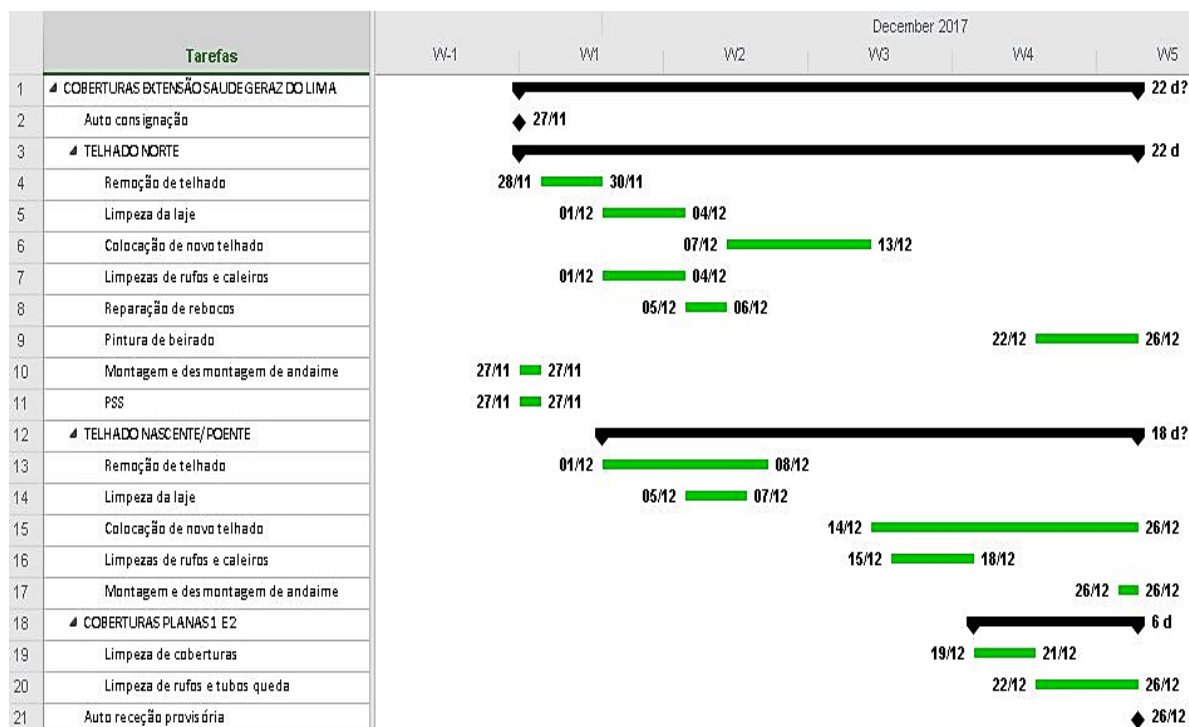 December 2017
Tarefas W-1 W1 W2 W3 W4 W5
1 COBERTURAS EXTENSÃO SAUDE GERAZ DO LIMA 22 d?
2 Auto consignação 27/11
3 TELHADO NORTE 22 d
4 Remoção de telhado 28/11 30/11
5 Limpeza da laje 01/12 04/12
6 Colocação de novo telhado 07/12 13/12
7 Limpezas de rufos e caleiros 01/12 04/12
8 Reparação de rebocos 05/12 06/12
9 Pintura de beirado 22/12 26/12
10 Montagem e desmontagem de andaime 27/11 27/11
11 PSS 27/11 27/11
12 TELHADO NASCENTE/POENTE 18 d?
13 Remoção de telhado 01/12 08/12
14 Limpeza da laje 05/12 07/12
15 Colocação de novo telhado 14/12 26/12
16 Limpezas de rufos e caleiros 15/12 18/12
17 Montagem e desmontagem de andaime 26/12 26/12
18 COBERTURAS PLANAS 1 E 2 6 d
19 Limpeza de coberturas 19/12 21/12
20 Limpeza de rufos e tubos queda 22/12 26/12
21 Auto receção provisória 26/12